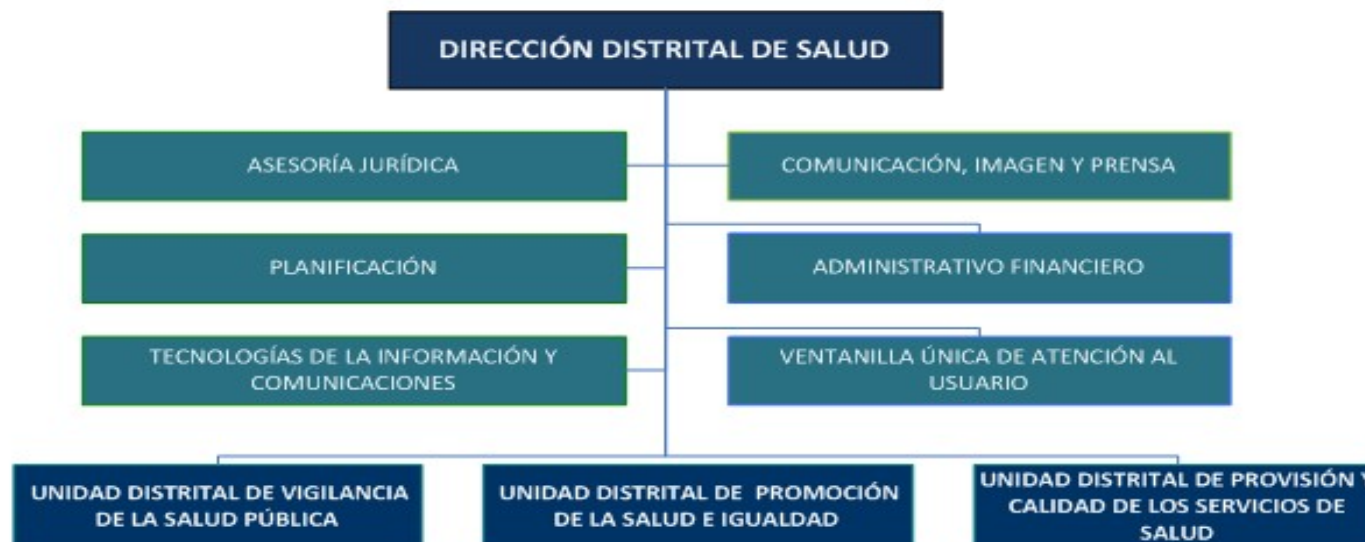 DIRECCIÓN DISTRITAL DE SALUD
ASESORÍA JURÍDICA
COMUNICACIÓN, IMAGEN Y PRENSA
PLANIFICACIÓN
ADMINISTRATIVO FINANCIERO
TECNOLOGÍAS DE LA INFORMACIÓN Y
COMUNICACIONES
VENTANILLA ÚNICA DE ATENCIÓN AL
USUARIO
UNIDAD DISTRITAL DE VIGILANCIA
DE LA SALUD PÚBLICA
UNIDAD DISTRITAL DE PROMOCIÓN
DE LA SALUD E IGUALDAD
UNIDAD DISTRITAL DE PROVISIÓN Y
CALIDAD DE LOS SERVICIOS DE
SALUD